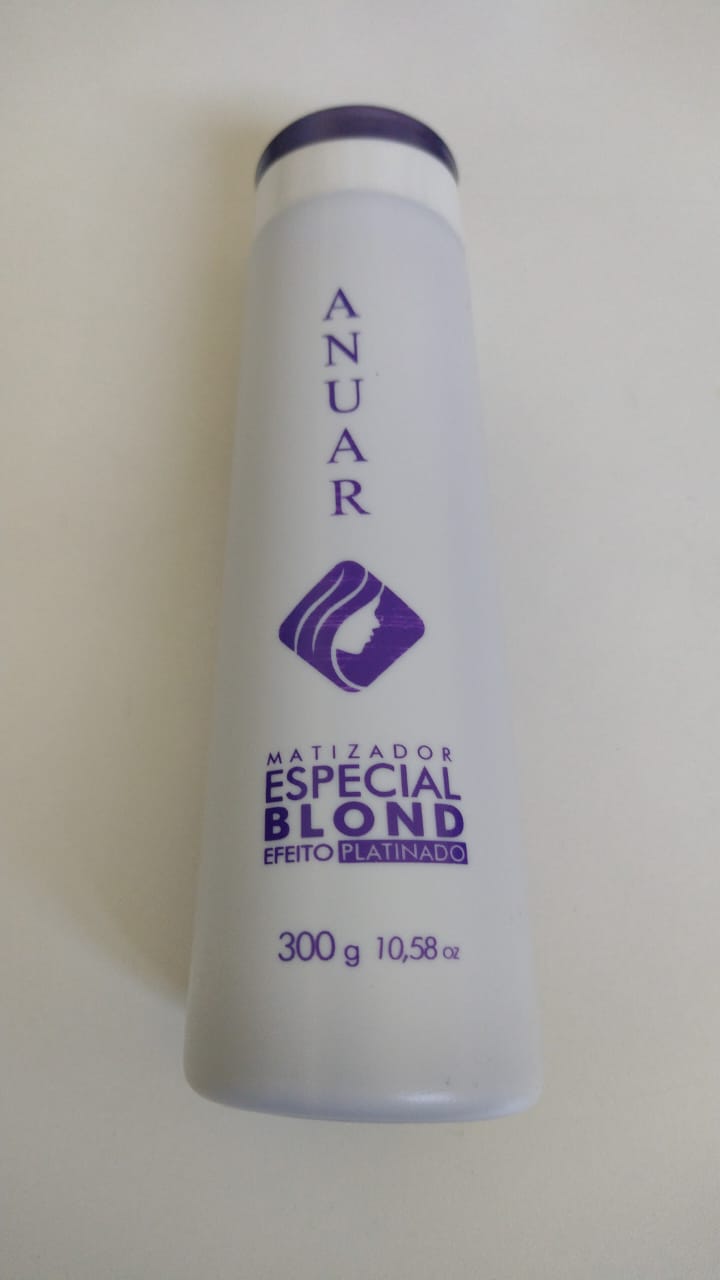 ANUAR
MATIZADOR
ESPECIAL
BLOND
EFEITO PLATINADO
300 g 10,58 oz